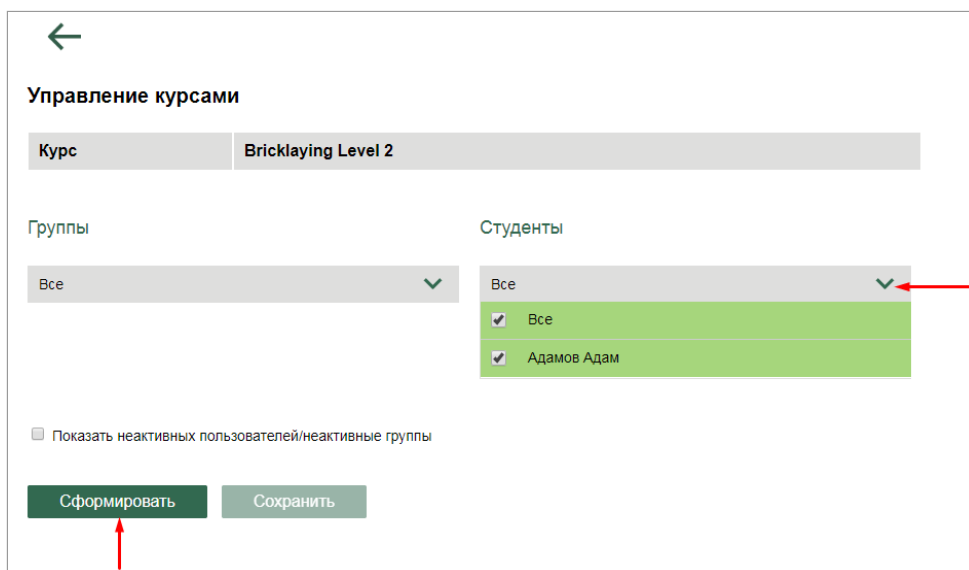 Управление курсами
Курс Bricklaying Level 2
Группы Студенты
Все Все
Все
Адамов Адам
Показать неактивных пользователей/неактивные группы
Сформировать Сохранить